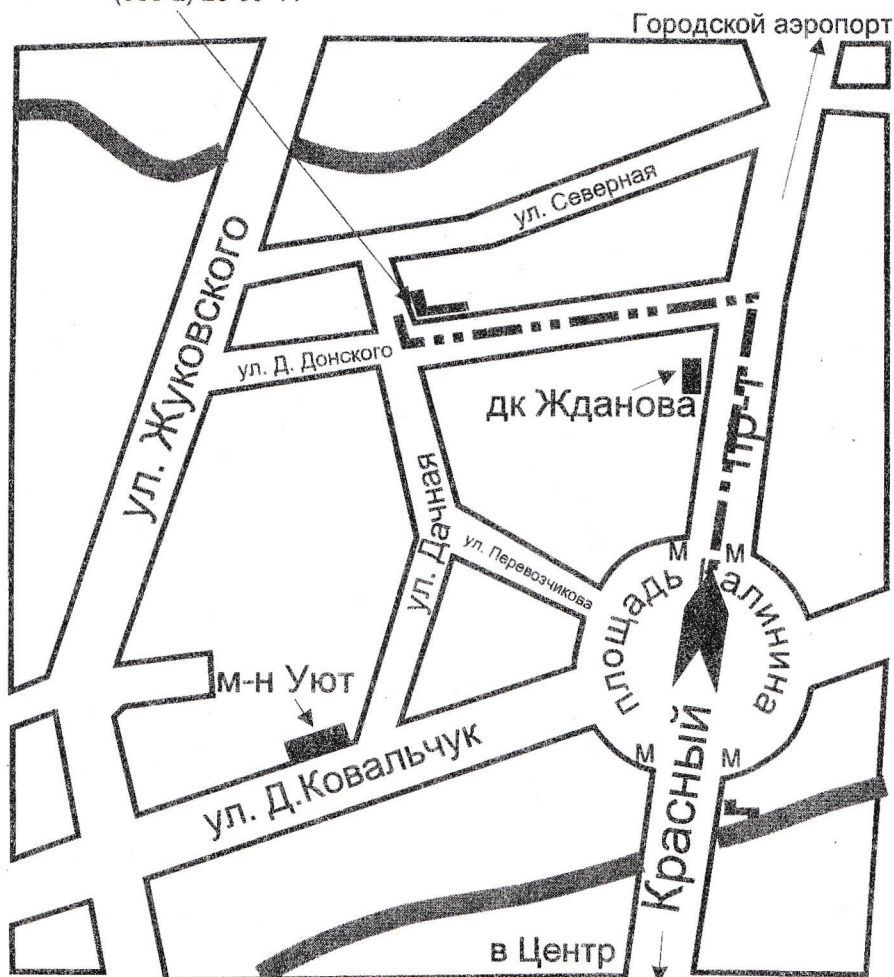 Городской аэропорт
ул. Северная
ул. Жуковского
ул. Д. Донского
дк Жданова
пр-т
ул. Дачная
ул. Перевозчикова
М М
площадь Калинина
м-н Уют
М М
ул. Д.Ковальчук
Красный
в Центр